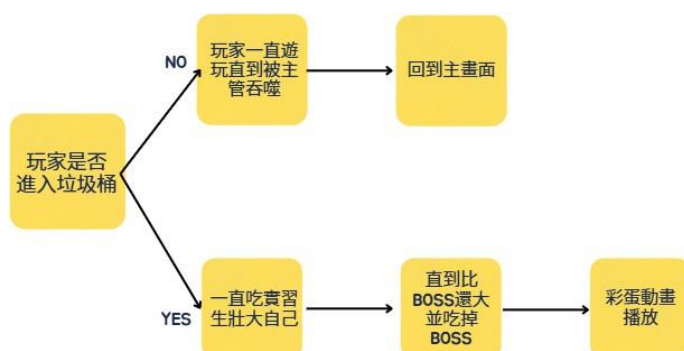 NO
玩家一直遊
玩直到被主
管吞噬
回到主畫面
玩家是否
進入垃圾桶
YES
一直吃實習
生壯大自己
直到比
BOSS還大
並吃掉
BOSS
彩蛋動畫
播放